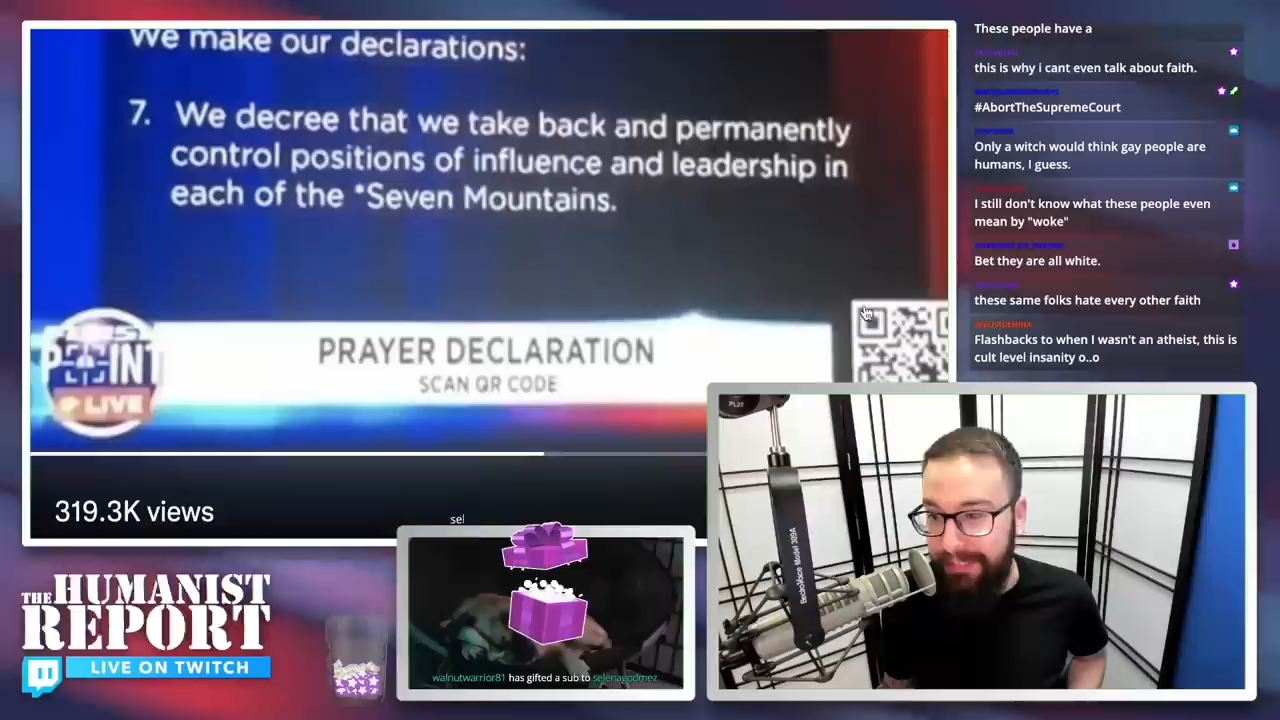 We make our declarations:
7. We decree that we take back and permanently
control positions of influence and leadership in
each of the *Seven Mountains.
POINT
LIVE
PRAYER DECLARATION
SCAN QR CODE
319.3K views
sel
THE HUMANIST
REPORT
LIVE ON TWITCH
walnutwarrior81 has gifted a sub to selenagodmez
These people have a
this is why i cant even talk about faith.
#AbortTheSupremeCourt
Only a witch would think gay people are
humans, I guess.
I still don't know what these people even
mean by "woke"
Bet they are all white.
these same folks hate every other faith
Flashbacks to when I wasn't an atheist, this is
cult level insanity o..o
PL2T